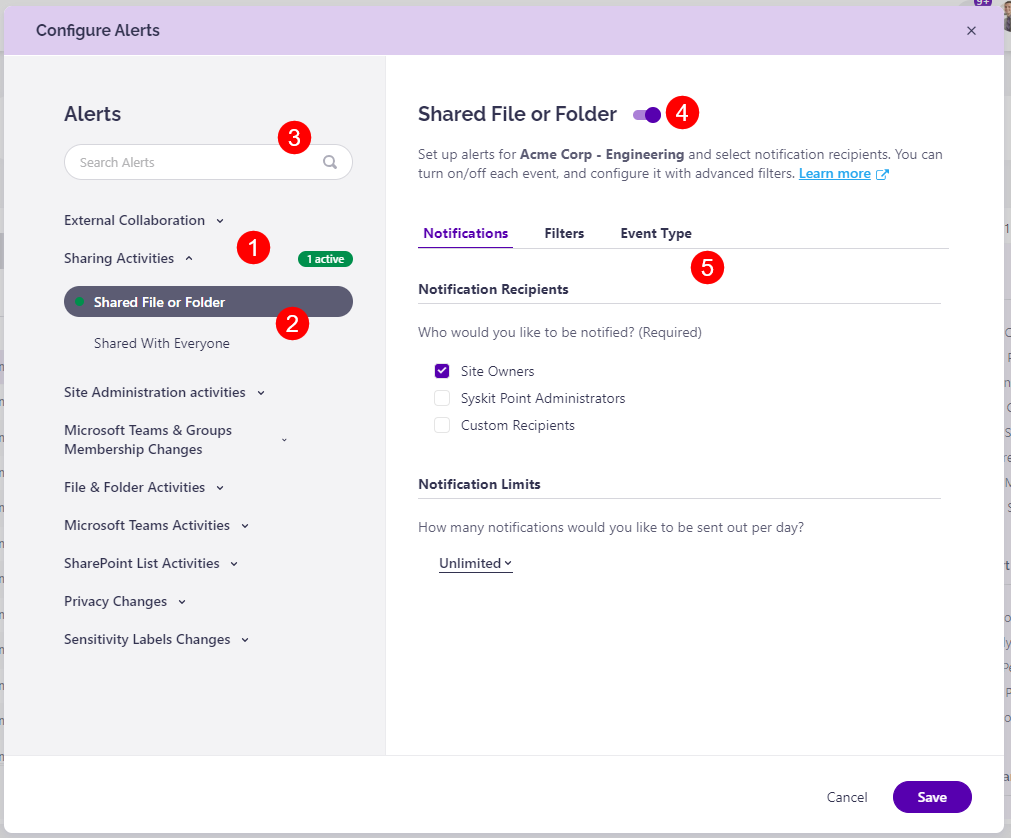 9+
Configure Alerts
Alerts
3
Search Alerts
External Collaboration
1
Sharing Activities
1 active
Shared File or Folder
2
Shared With Everyone
Site Administration activities
Microsoft Teams & Groups
Membership Changes
File & Folder Activities
Microsoft Teams Activities
SharePoint List Activities
Privacy Changes
Sensitivity Labels Changes
Shared File or Folder
4
Set up alerts for Acme Corp - Engineering and select notification recipients. You can
turn on/off each event, and configure it with advanced filters. Learn more
Notifications Filters Event Type
5
Notification Recipients
Who would you like to be notified? (Required)
Site Owners
Syskit Point Administrators
Custom Recipients
Notification Limits
How many notifications would you like to be sent out per day?
Unlimited
Cancel
Save